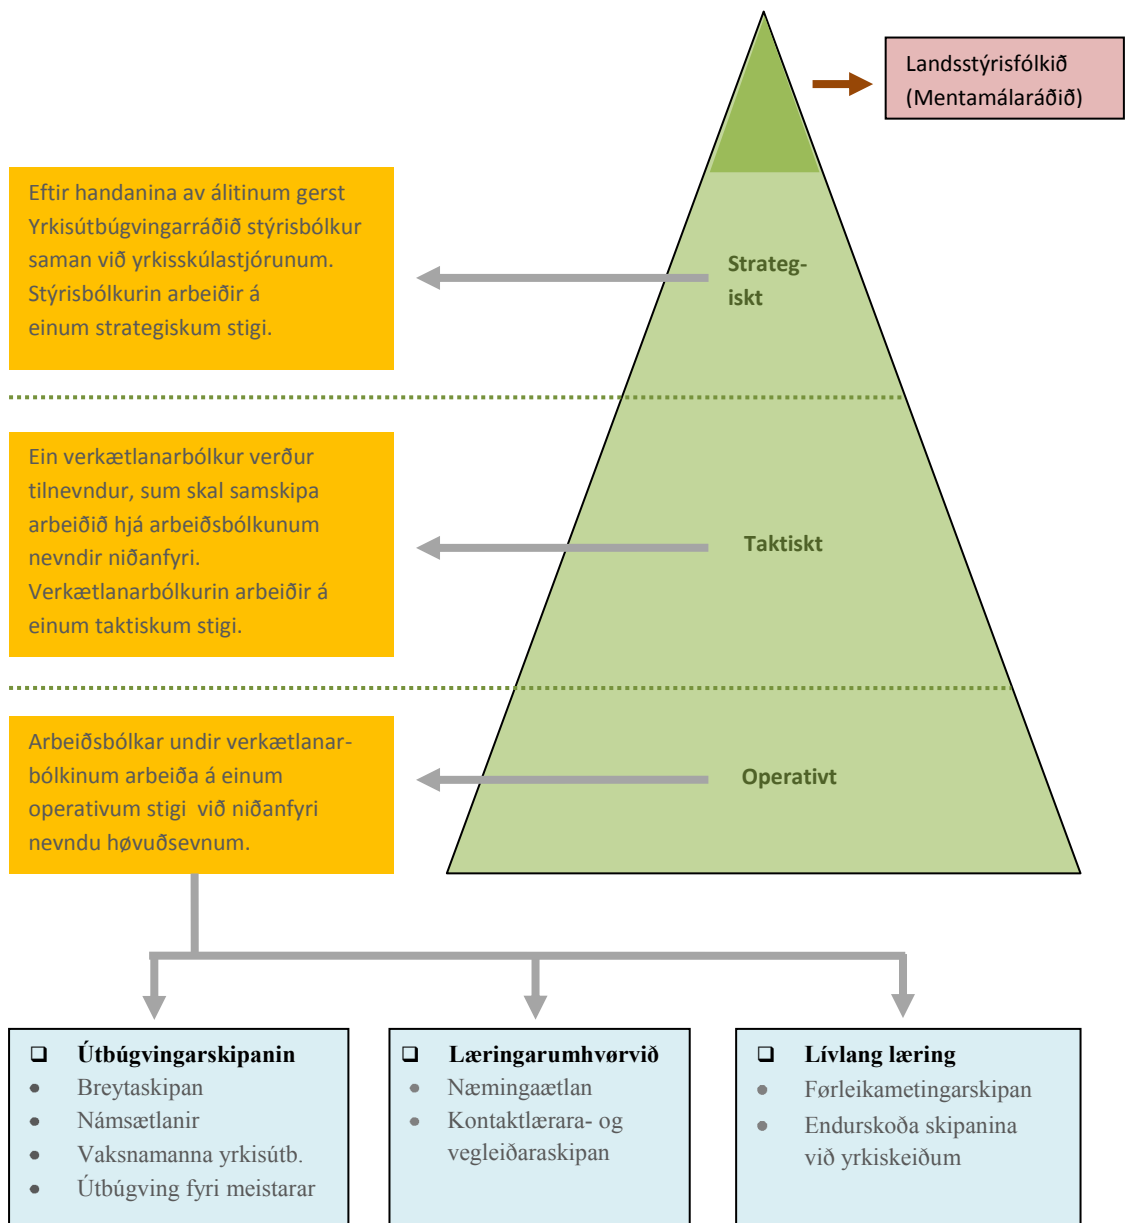 Landsstýrisfólkið
(Mentamálaráðið)
Eftir handanina av álitinum gerst
Yrkisútbúgvingarráðið stýrisbólkur
saman við yrkisskúlastjórunum.
Stýrisbólkurin arbeiðir á
einum strategiskum stigi.
Strateg-
iskt
Ein verkætlanarbólkur verður
tilnevndur, sum skal samskipa
arbeiðið hjá arbeiðsbólkunum
nevndir niðanfyri.
Verkætlanarbólkurin arbeiðir á
einum taktiskum stigi.
Taktiskt
Arbeiðsbólkar undir verkætlanar-
bólkinum arbeiða á einum
operativum stigi við niðanfyri
nevndu høvuðsevnum.
Operativt
Útbúgvingarskipanin
Breytaskipan
Námsætlanir
Vaksnamanna yrkisútb.
Útbúgving fyri meistarar
Læringarumhvørvið
Næmingaætlan
Kontaktlærara- og
vegleiðaraskipan
Lívlang læring
Førleikametingarskipan
Endurskoða skipanina
við yrkiskeiðum